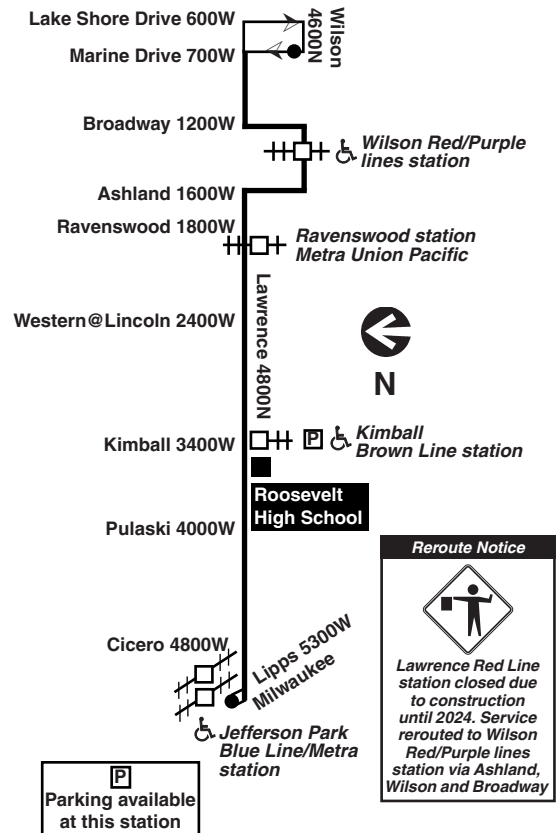 Lake Shore Drive 600W
Wilson
4600N
Marine Drive 700W
Broadway 1200W
Wilson Red/Purple
lines station
Ashland 1600W
Ravenswood 1800W
Ravenswood station
Metra Union Pacific
Lawrence 4800N
Western@Lincoln 2400W
N
Kimball 3400W
P
Kimball
Brown Line station
Roosevelt
High School
Pulaski 4000W
Cicero 4800W
Lipps 5300W
Milwaukee
Jefferson Park
Blue Line/Metra
station
P
Parking available
at this station
Reroute Notice
Lawrence Red Line
station closed due
to construction
until 2024. Service
rerouted to Wilson
Red/Purple lines
station via Ashland,
Wilson and Broadway